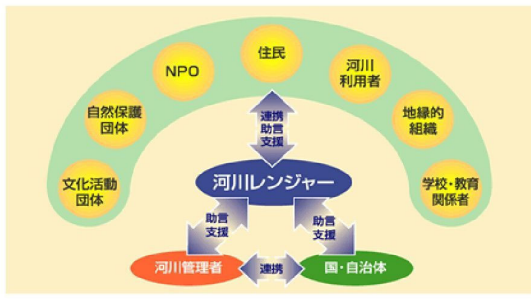 住民
NPO
河川
利用者
自然保護
団体
地縁的
組織
文化活動
団体
学校・教育
関係者
連携
助言
支援
河川レンジャー
助言
支援
助言
支援
河川管理者
連携
国・自治体